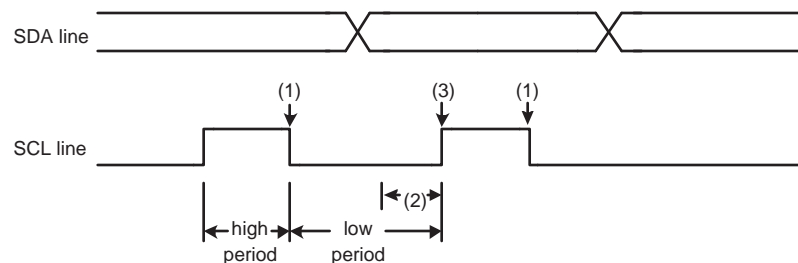 SDA line
(1) (3) (1)
SCL line
(2)
high low
period period